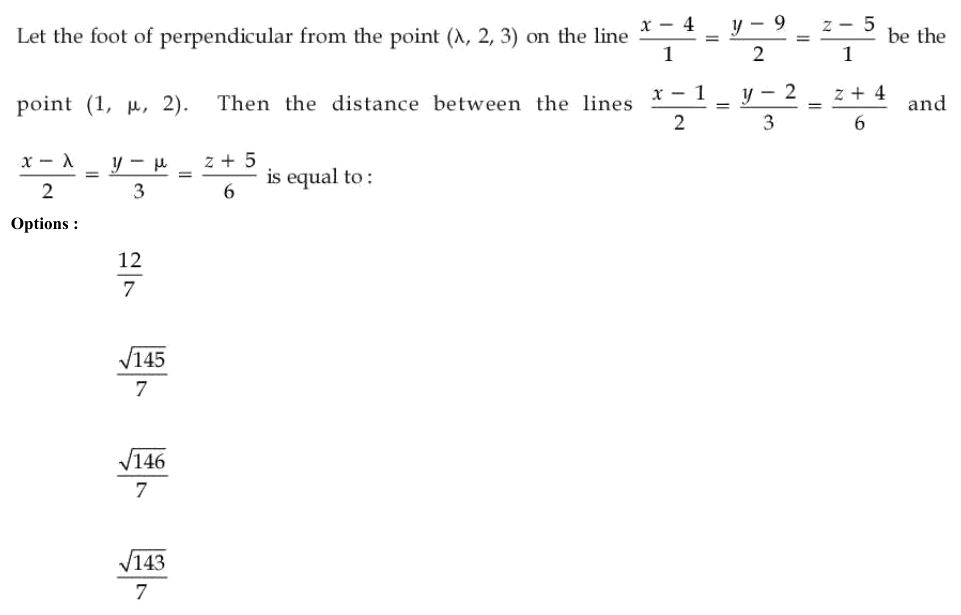 Let the foot of perpendicular from the point (λ, 2, 3) on the line (x − 4)/1 = (y − 9)/2 = (z − 5)/1 be the
point (1, μ, 2). Then the distance between the lines (x − 1)/2 = (y − 2)/3 = (z + 4)/6 and
(x − λ)/2 = (y − μ)/3 = (z + 5)/6 is equal to :
Options :
12/7
√145/7
√146/7
√143/7